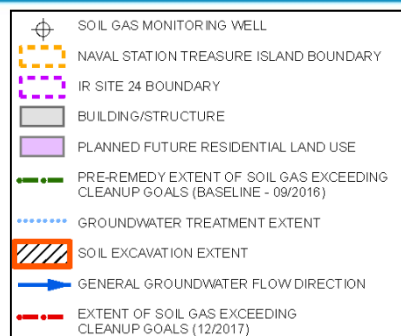 SOIL GAS MONITORING WELL
NAVAL STATION TREASURE ISLAND BOUNDARY
IR SITE 24 BOUNDARY
BUILDING/STRUCTURE
PLANNED FUTURE RESIDENTIAL LAND USE
PRE-REMEDY EXTENT OF SOIL GAS EXCEEDING
CLEANUP GOALS (BASELINE - 09/2016)
GROUNDWATER TREATMENT EXTENT
SOIL EXCAVATION EXTENT
GENERAL GROUNDWATER FLOW DIRECTION
EXTENT OF SOIL GAS EXCEEDING
CLEANUP GOALS (12/2017)